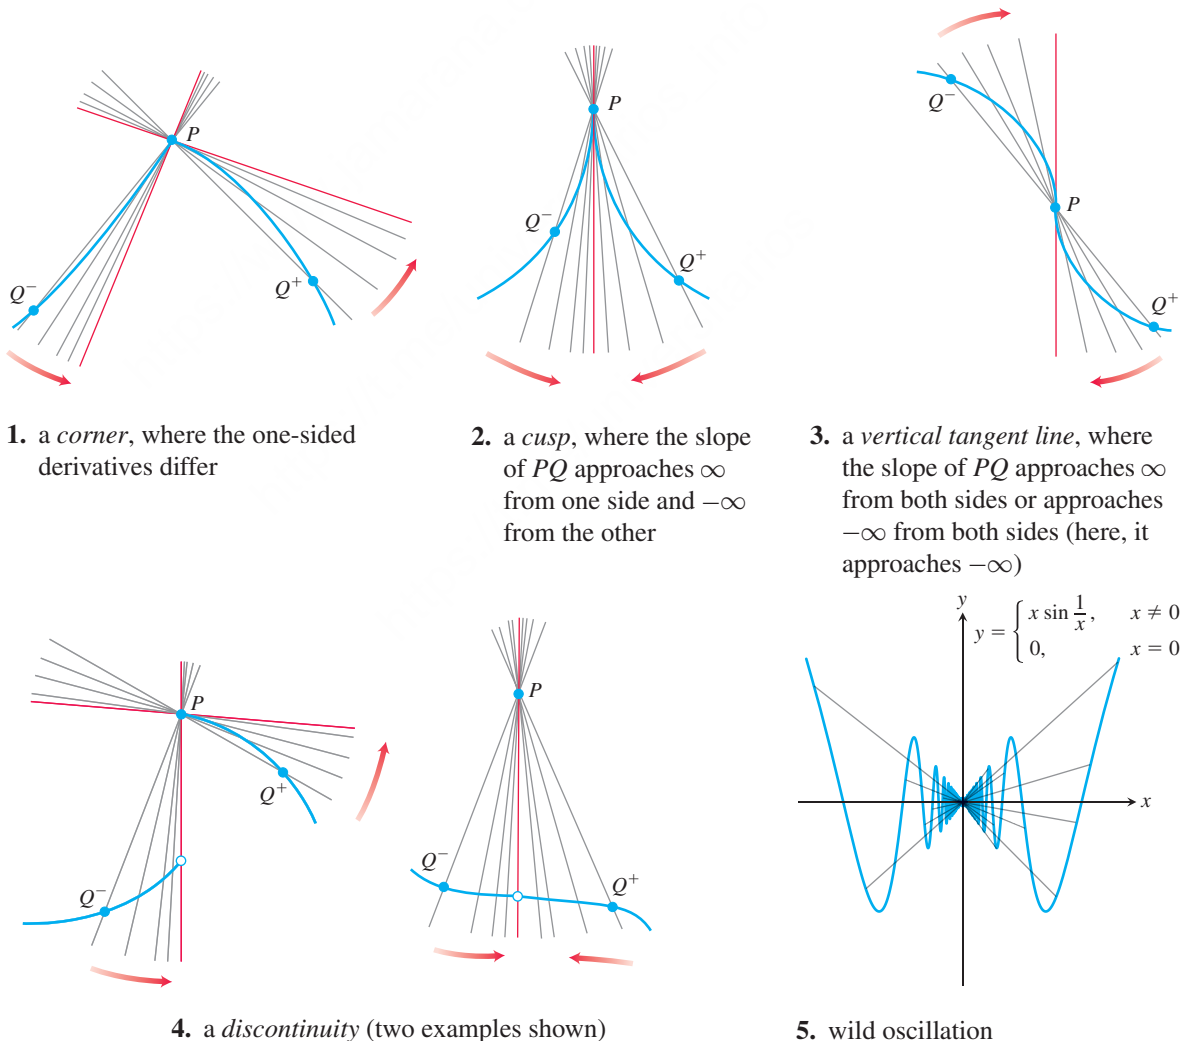 P
Q⁻
Q⁺
1. a corner, where the one-sided
derivatives differ
P
Q⁻
Q⁺
2. a cusp, where the slope
of PQ approaches ∞
from one side and −∞
from the other
Q⁻
P
Q⁺
3. a vertical tangent line, where
the slope of PQ approaches ∞
from both sides or approaches
−∞ from both sides (here, it
approaches −∞)
P
Q⁺
Q⁻
P
Q⁻
Q⁺
4. a discontinuity (two examples shown)
y
y = { x sin 1/x, x ≠ 0
0, x = 0
x
5. wild oscillation